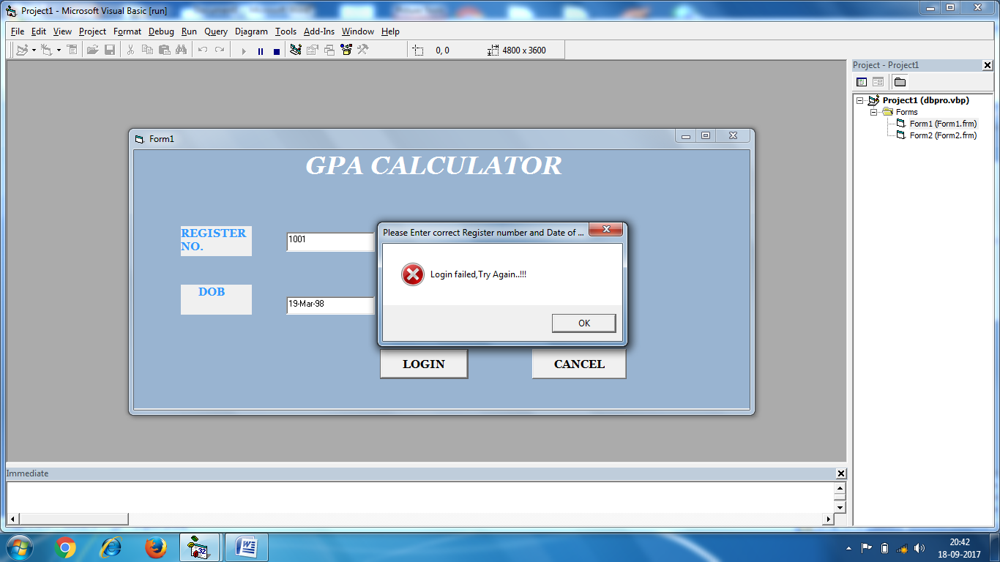 Project1 - Microsoft Visual Basic [run]
File Edit View Project Format Debug Run Query Diagram Tools Add-Ins Window Help
0, 0 4800 x 3600
Project - Project1
Project1 (dbpro.vbp)
Forms
Form1 (Form1.frm)
Form2 (Form2.frm)
Form1
GPA CALCULATOR
REGISTER
NO.
1001
DOB
19-Mar-98
Please Enter correct Register number and Date of ...
Login failed,Try Again..!!!
OK
LOGIN CANCEL
Immediate
32
20:42
18-09-2017